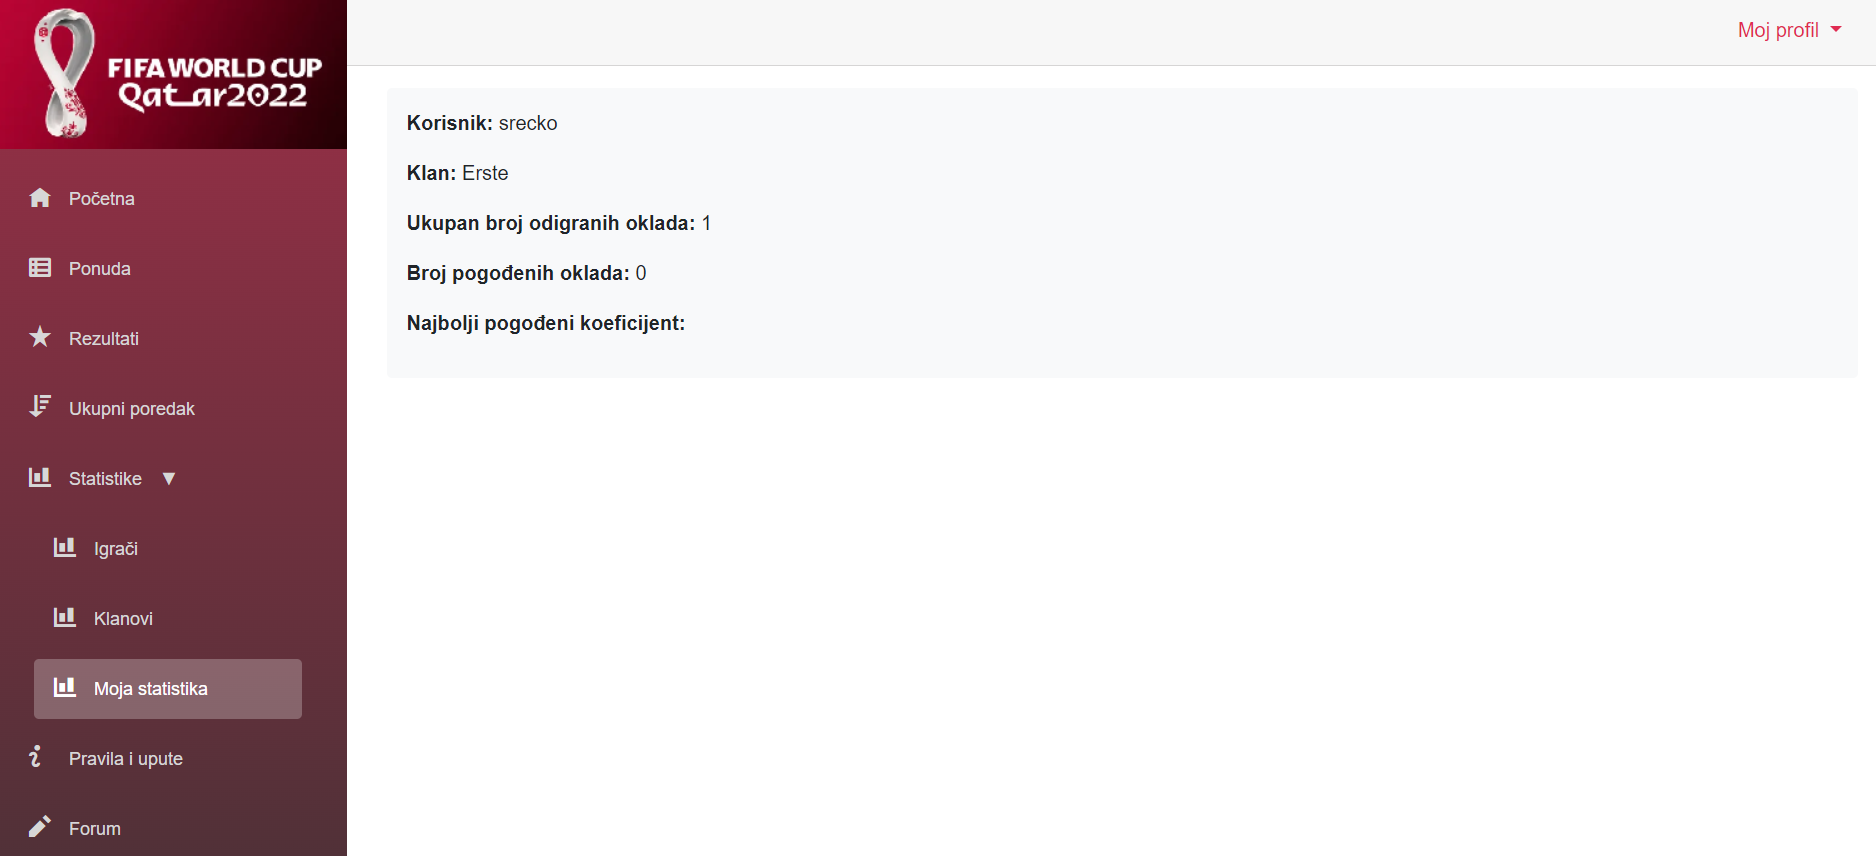 FIFA WORLD CUP
Qatar2022
Moj profil
Početna
Ponuda
Rezultati
Ukupni poredak
Statistike ▼
Igrači
Klanovi
Moja statistika
Pravila i upute
Forum
Korisnik: srecko
Klan: Erste
Ukupan broj odigranih oklada: 1
Broj pogođenih oklada: 0
Najbolji pogođeni koeficijent: